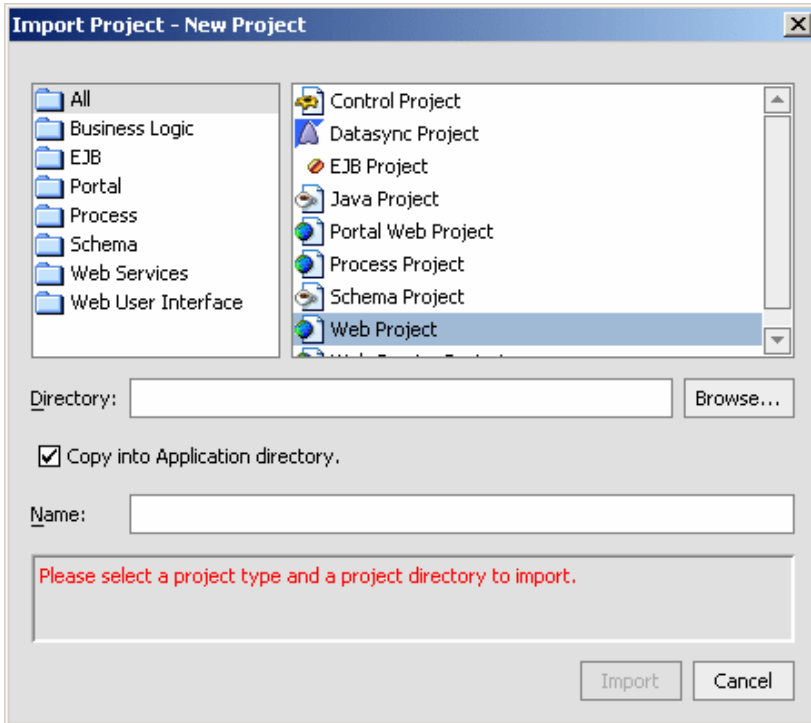 Import Project - New Project
All
Business Logic
EJB
Portal
Process
Schema
Web Services
Web User Interface
Control Project
Datasync Project
EJB Project
Java Project
Portal Web Project
Process Project
Schema Project
Web Project
Directory:
Browse...
Copy into Application directory.
Name:
Please select a project type and a project directory to import.
Import
Cancel